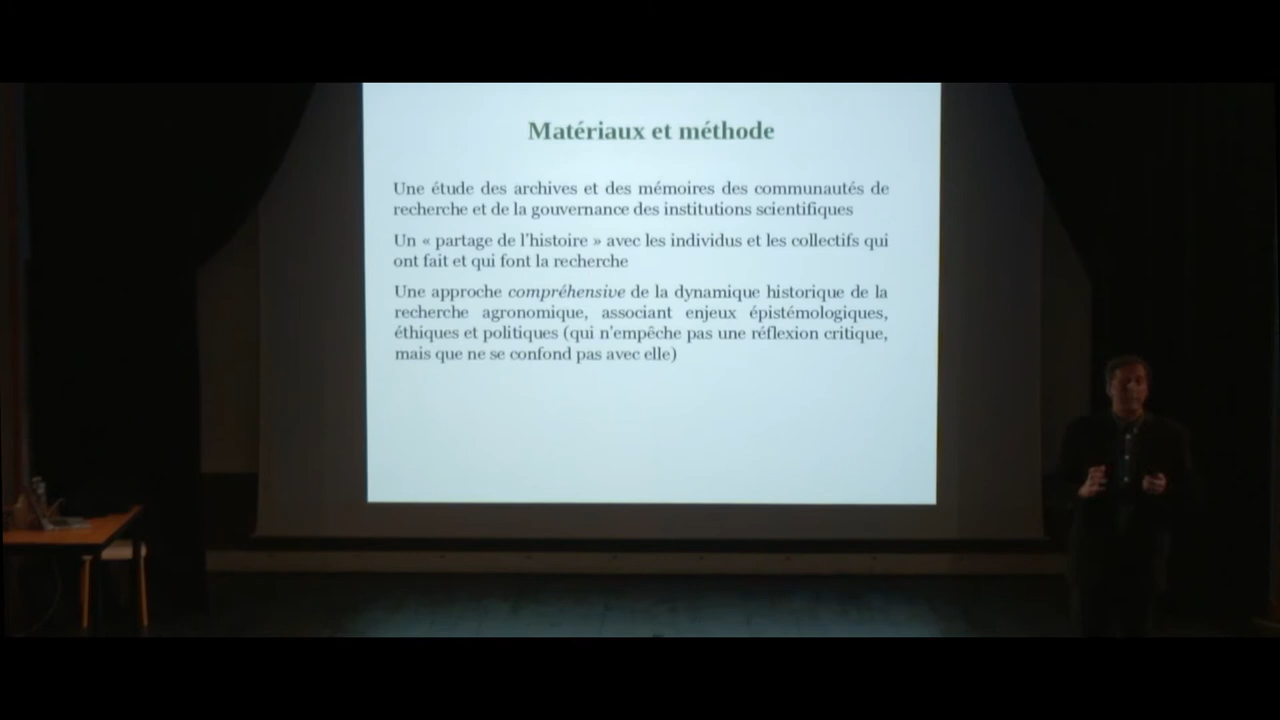 Matériaux et méthode
Une étude des archives et des mémoires des communautés de
recherche et de la gouvernance des institutions scientifiques
Un « partage de l'histoire » avec les individus et les collectifs qui
ont fait et qui font la recherche
Une approche compréhensive de la dynamique historique de la
recherche agronomique, associant enjeux épistémologiques,
éthiques et politiques (qui n'empêche pas une réflexion critique,
mais que ne se confond pas avec elle)